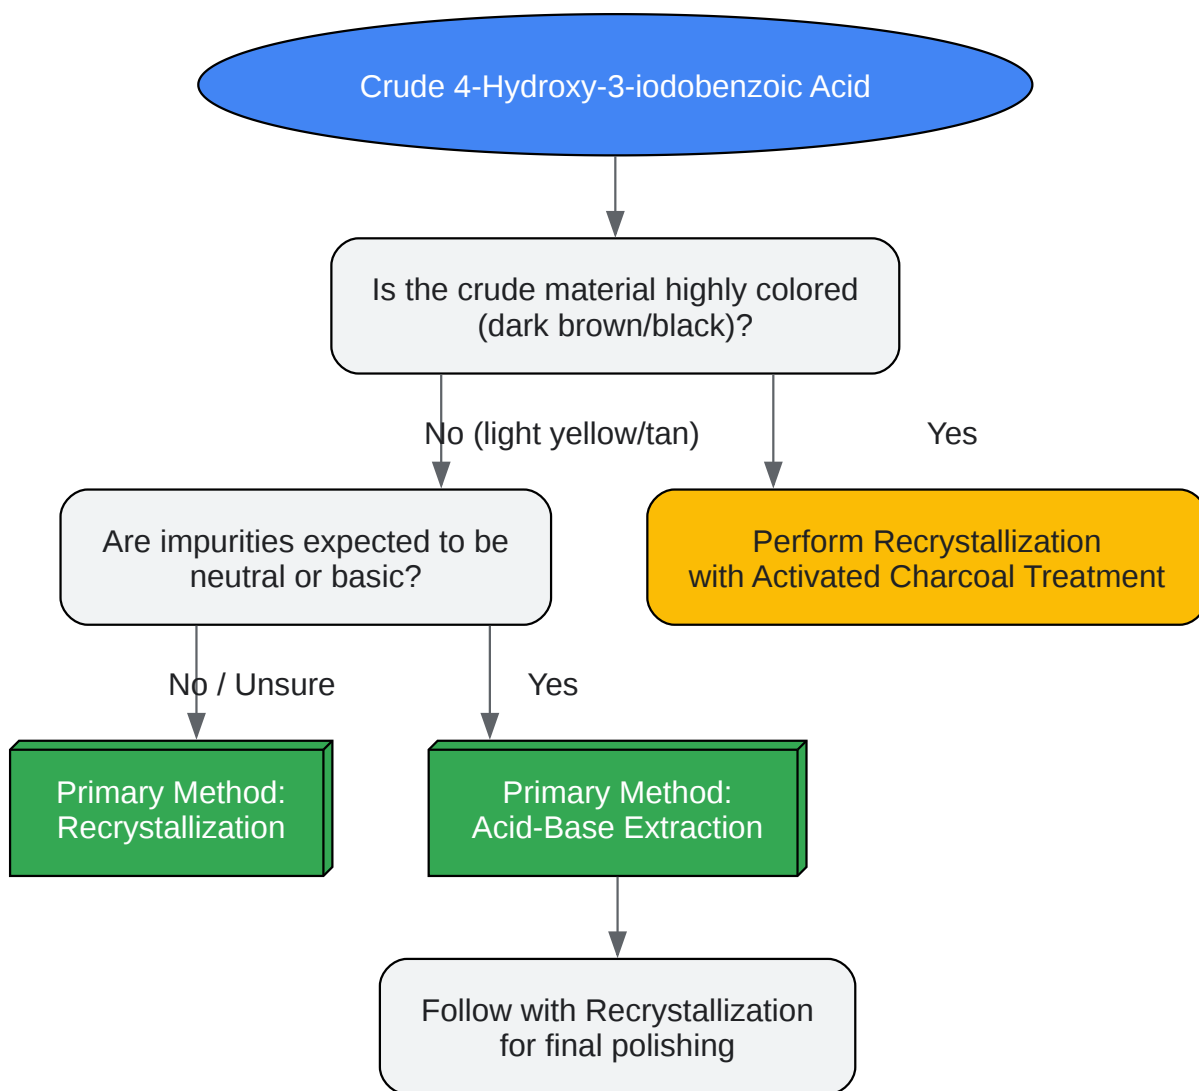 Crude 4-Hydroxy-3-iodobenzoic Acid
Is the crude material highly colored
(dark brown/black)?
No (light yellow/tan)
Yes
Are impurities expected to be
neutral or basic?
Perform Recrystallization
with Activated Charcoal Treatment
No / Unsure
Yes
Primary Method:
Recrystallization
Primary Method:
Acid-Base Extraction
Follow with Recrystallization
for final polishing